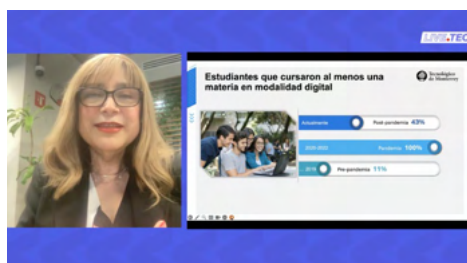 LIVE.TEC
Estudiantes que cursaron al menos una
materia en modalidad digital
Tecnológico
de Monterrey
Actualmente
Post-pandemia 43%
2020-2022
Pandemia 100%
2019
Pre-pandemia 11%